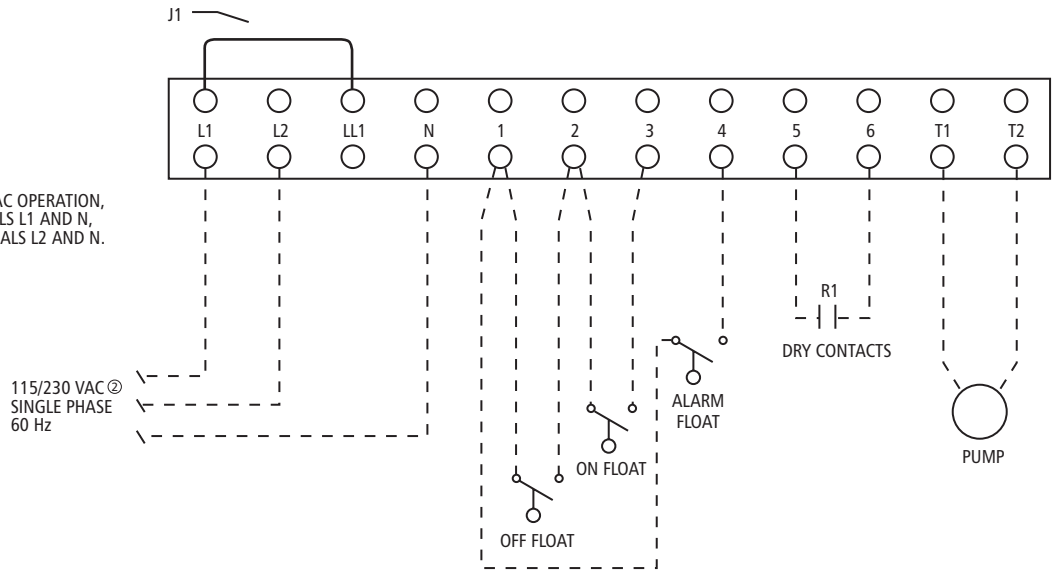 J1
L1 L2 LL1 N 1 2 3 4 5 6 T1 T2
AC OPERATION,
LS L1 AND N,
ALS L2 AND N.
115/230 VAC ②
SINGLE PHASE
60 Hz
R1
DRY CONTACTS
ALARM
FLOAT
ON FLOAT
OFF FLOAT
PUMP